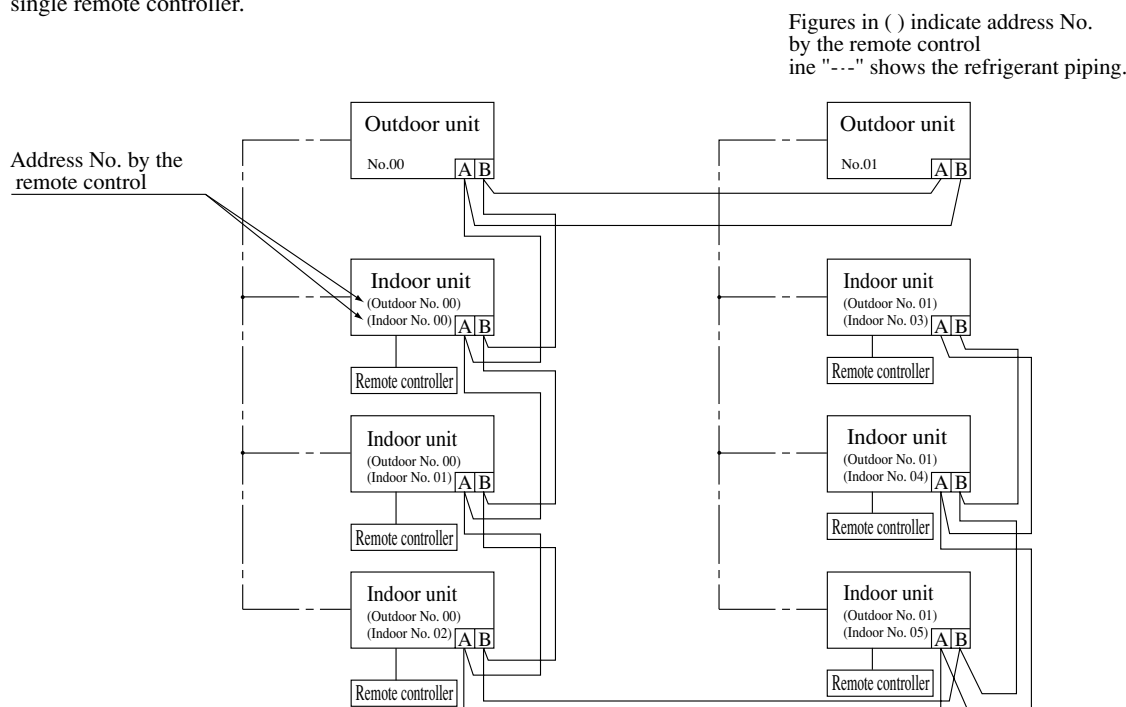 single remote controller.
Figures in ( ) indicate address No.
by the remote control
ine "-·-" shows the refrigerant piping.
Address No. by the
remote control
Outdoor unit
No.00
A B
Indoor unit
(Outdoor No. 00)
(Indoor No. 00)
A B
Remote controller
Indoor unit
(Outdoor No. 00)
(Indoor No. 01)
A B
Remote controller
Indoor unit
(Outdoor No. 00)
(Indoor No. 02)
A B
Remote controller
Outdoor unit
No.01
A B
Indoor unit
(Outdoor No. 01)
(Indoor No. 03)
A B
Remote controller
Indoor unit
(Outdoor No. 01)
(Indoor No. 04)
A B
Remote controller
Indoor unit
(Outdoor No. 01)
(Indoor No. 05)
A B
Remote controller